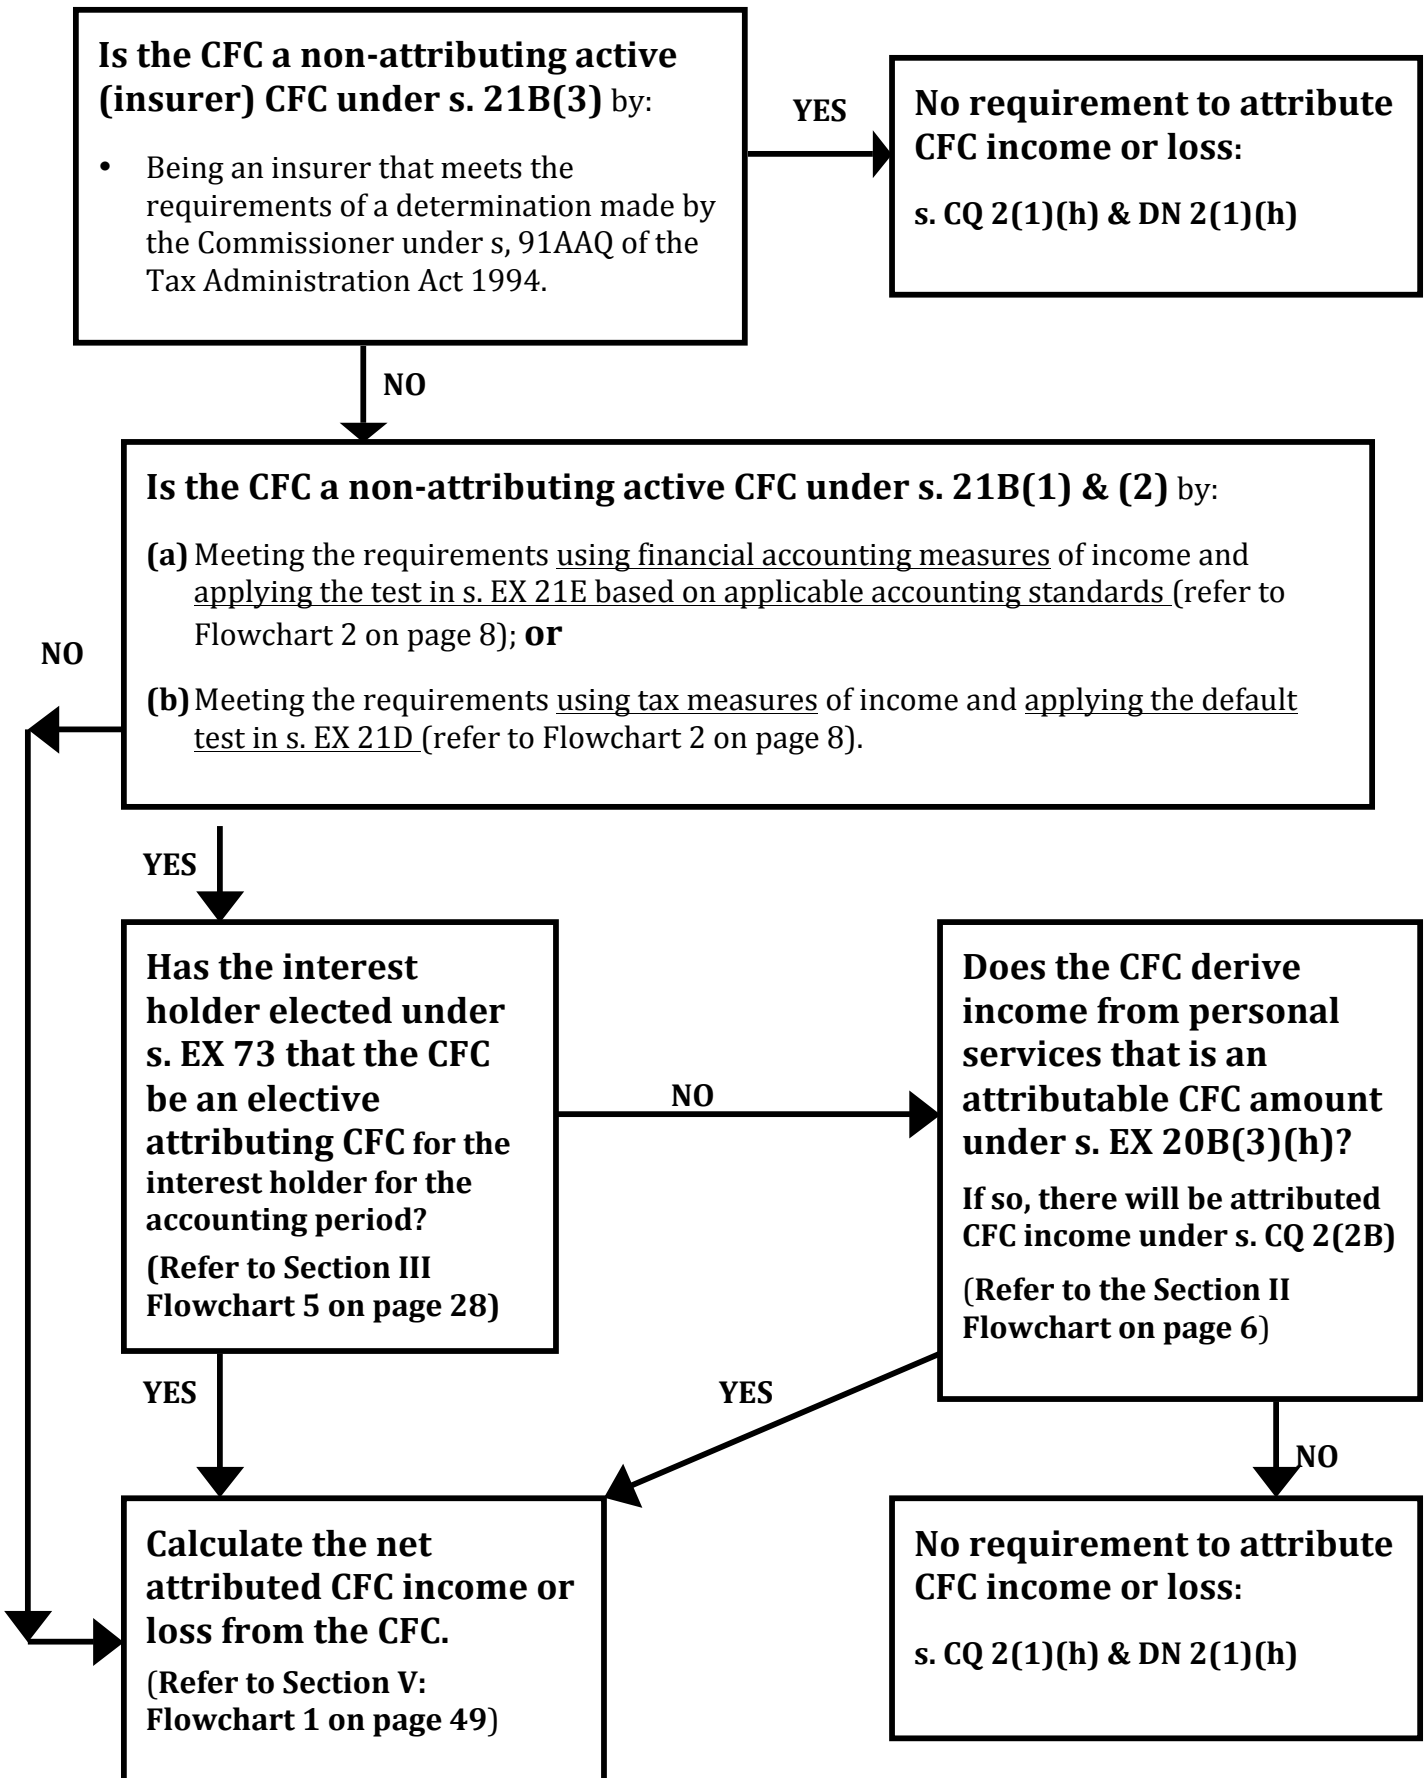 Is the CFC a non-attributing active
(insurer) CFC under s. 21B(3) by:
• Being an insurer that meets the
requirements of a determination made by
the Commissioner under s, 91AAQ of the
Tax Administration Act 1994.
YES
No requirement to attribute
CFC income or loss:
s. CQ 2(1)(h) & DN 2(1)(h)
NO
Is the CFC a non-attributing active CFC under s. 21B(1) & (2) by:
(a) Meeting the requirements using financial accounting measures of income and
applying the test in s. EX 21E based on applicable accounting standards (refer to
Flowchart 2 on page 8); or
(b) Meeting the requirements using tax measures of income and applying the default
test in s. EX 21D (refer to Flowchart 2 on page 8).
NO
YES
Has the interest
holder elected under
s. EX 73 that the CFC
be an elective
attributing CFC for the
interest holder for the
accounting period?
(Refer to Section III
Flowchart 5 on page 28)
NO
Does the CFC derive
income from personal
services that is an
attributable CFC amount
under s. EX 20B(3)(h)?
If so, there will be attributed
CFC income under s. CQ 2(2B)
(Refer to the Section II
Flowchart on page 6)
YES
YES
NO
Calculate the net
attributed CFC income or
loss from the CFC.
(Refer to Section V:
Flowchart 1 on page 49)
No requirement to attribute
CFC income or loss:
s. CQ 2(1)(h) & DN 2(1)(h)